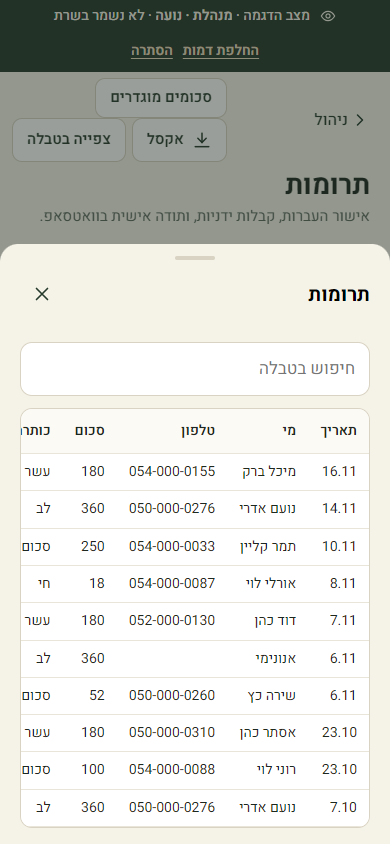 מצב הדגמה · מנהלת · נועה · לא נשמר בשרת
החלפת דמות הסתרה
ניהול
סכומים מוגדרים
אקסל
צפייה בטבלה
תרומות
אישור העברות, קבלות ידניות, ותודה אישית בוואטסאפ.
תרומות
חיפוש בטבלה
תאריך מי טלפון סכום
16.11 מיכל ברק 054-000-0155 180 עשר
14.11 נועם אדרי 050-000-0276 360 לב
10.11 תמר קליין 054-000-0033 250 סכום
8.11 אורלי לוי 054-000-0087 18 חי
7.11 דוד כהן 052-000-0130 180 עשר
6.11 אנונימי 360 לב
6.11 שירה כץ 050-000-0260 52 סכום
23.10 אסתר כהן 050-000-0310 180 עשר
23.10 רוני לוי 054-000-0088 100 סכום
7.10 נועם אדרי 050-000-0276 360 לב